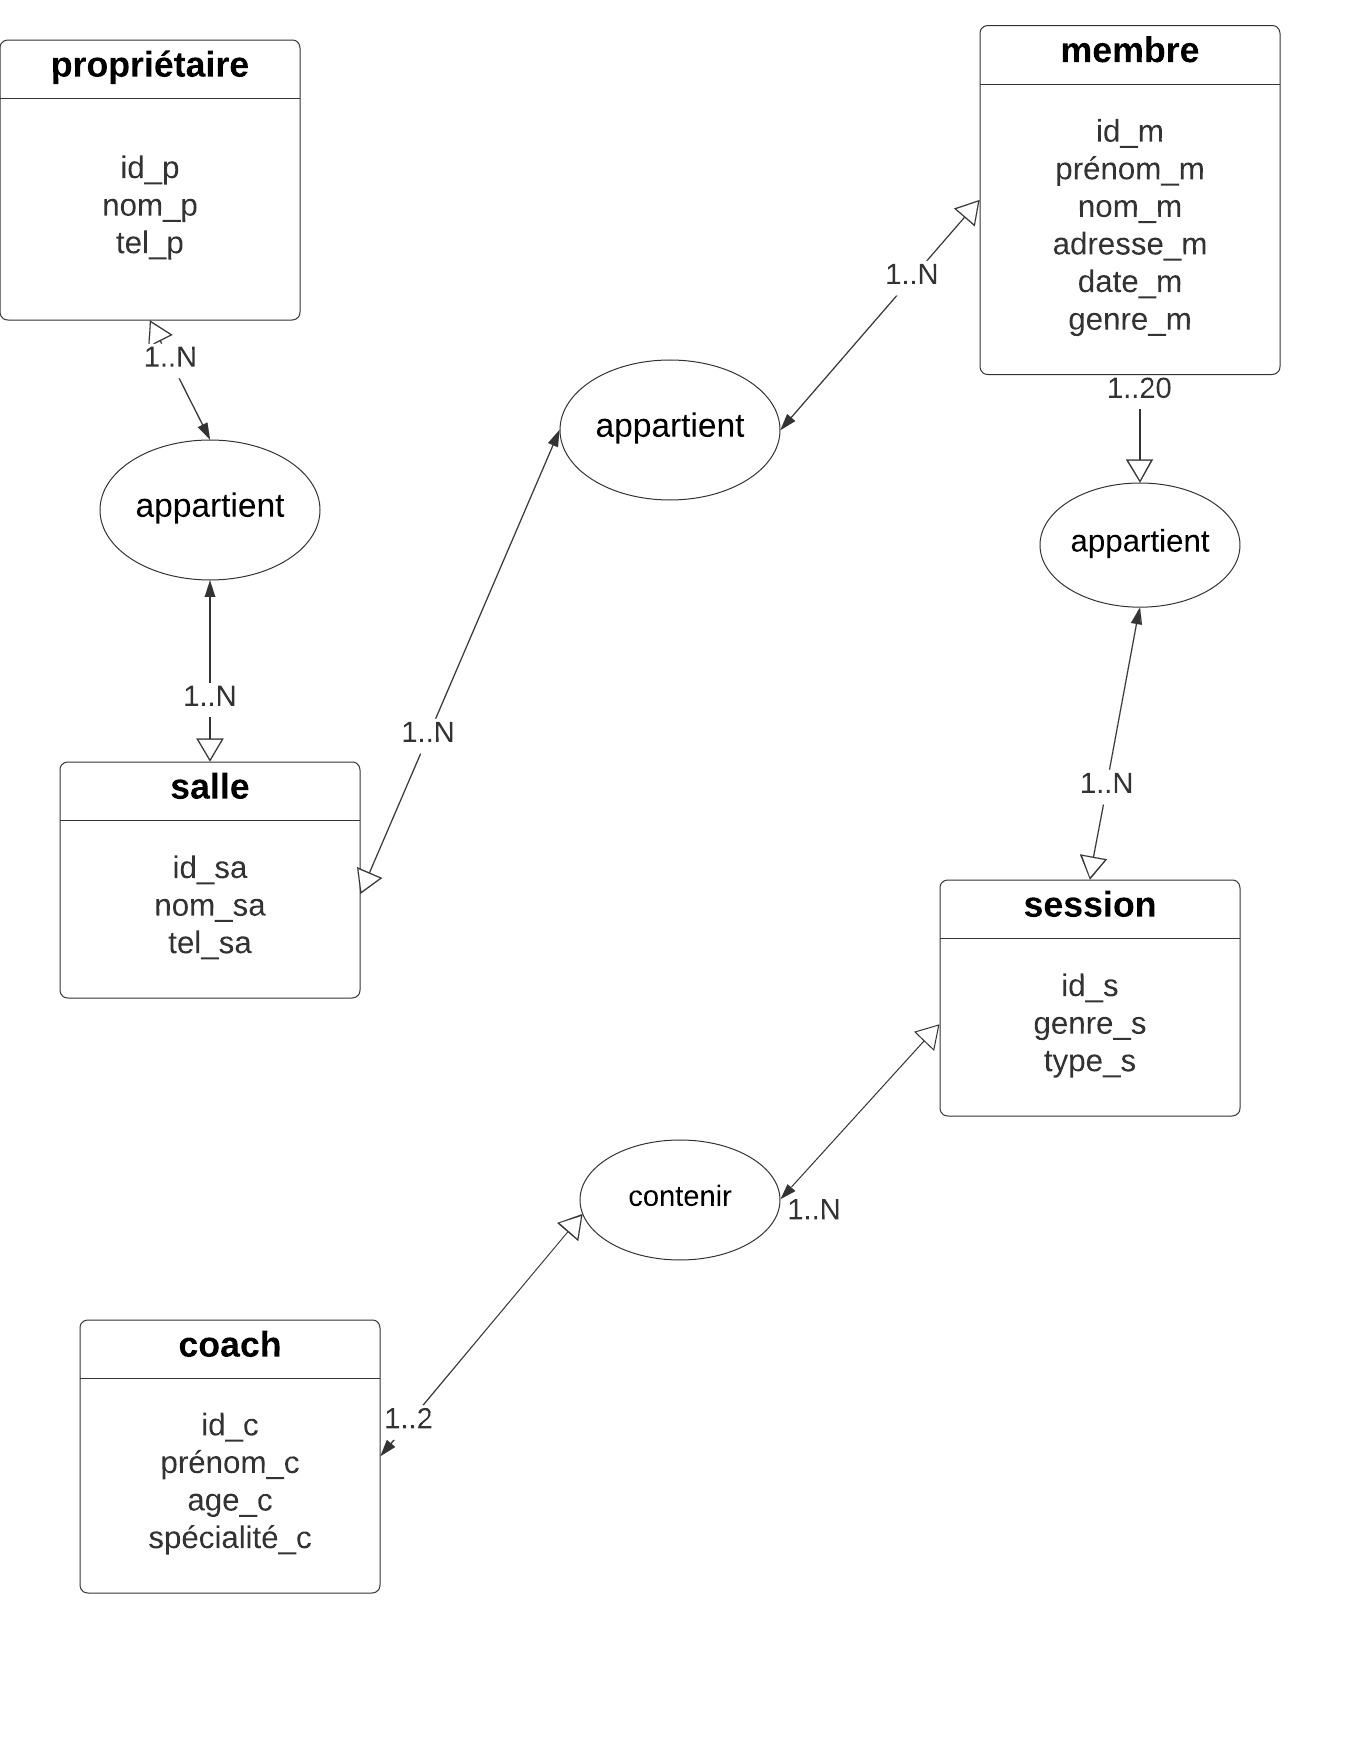 propriétaire
id_p
nom_p
tel_p
1..N
appartient
1..N
salle
id_sa
nom_sa
tel_sa
1..N
appartient
1..N
membre
id_m
prénom_m
nom_m
adresse_m
date_m
genre_m
1..20
appartient
1..N
session
id_s
genre_s
type_s
1..N
contenir
1..2
coach
id_c
prénom_c
age_c
spécialité_c